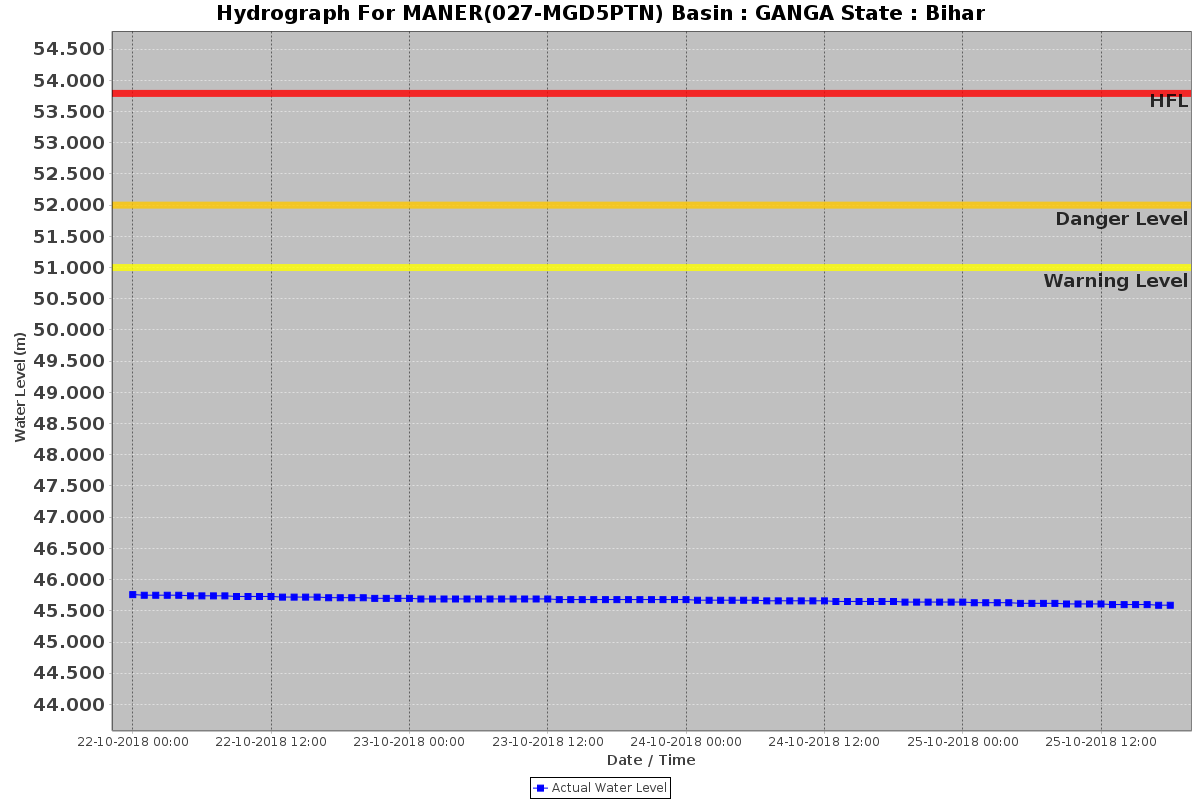 Hydrograph For MANER(027-MGD5PTN) Basin : GANGA State : Bihar
54.500
54.000
HFL
53.500
53.000
52.500
52.000
Danger Level
51.500
51.000
Warning Level
50.500
50.000
49.500
49.000
48.500
48.000
47.500
47.000
46.500
46.000
45.500
45.000
44.500
44.000
Water Level (m)
22-10-2018 00:00 22-10-2018 12:00 23-10-2018 00:00 23-10-2018 12:00 24-10-2018 00:00 24-10-2018 12:00 25-10-2018 00:00 25-10-2018 12:00
Date / Time
Actual Water Level